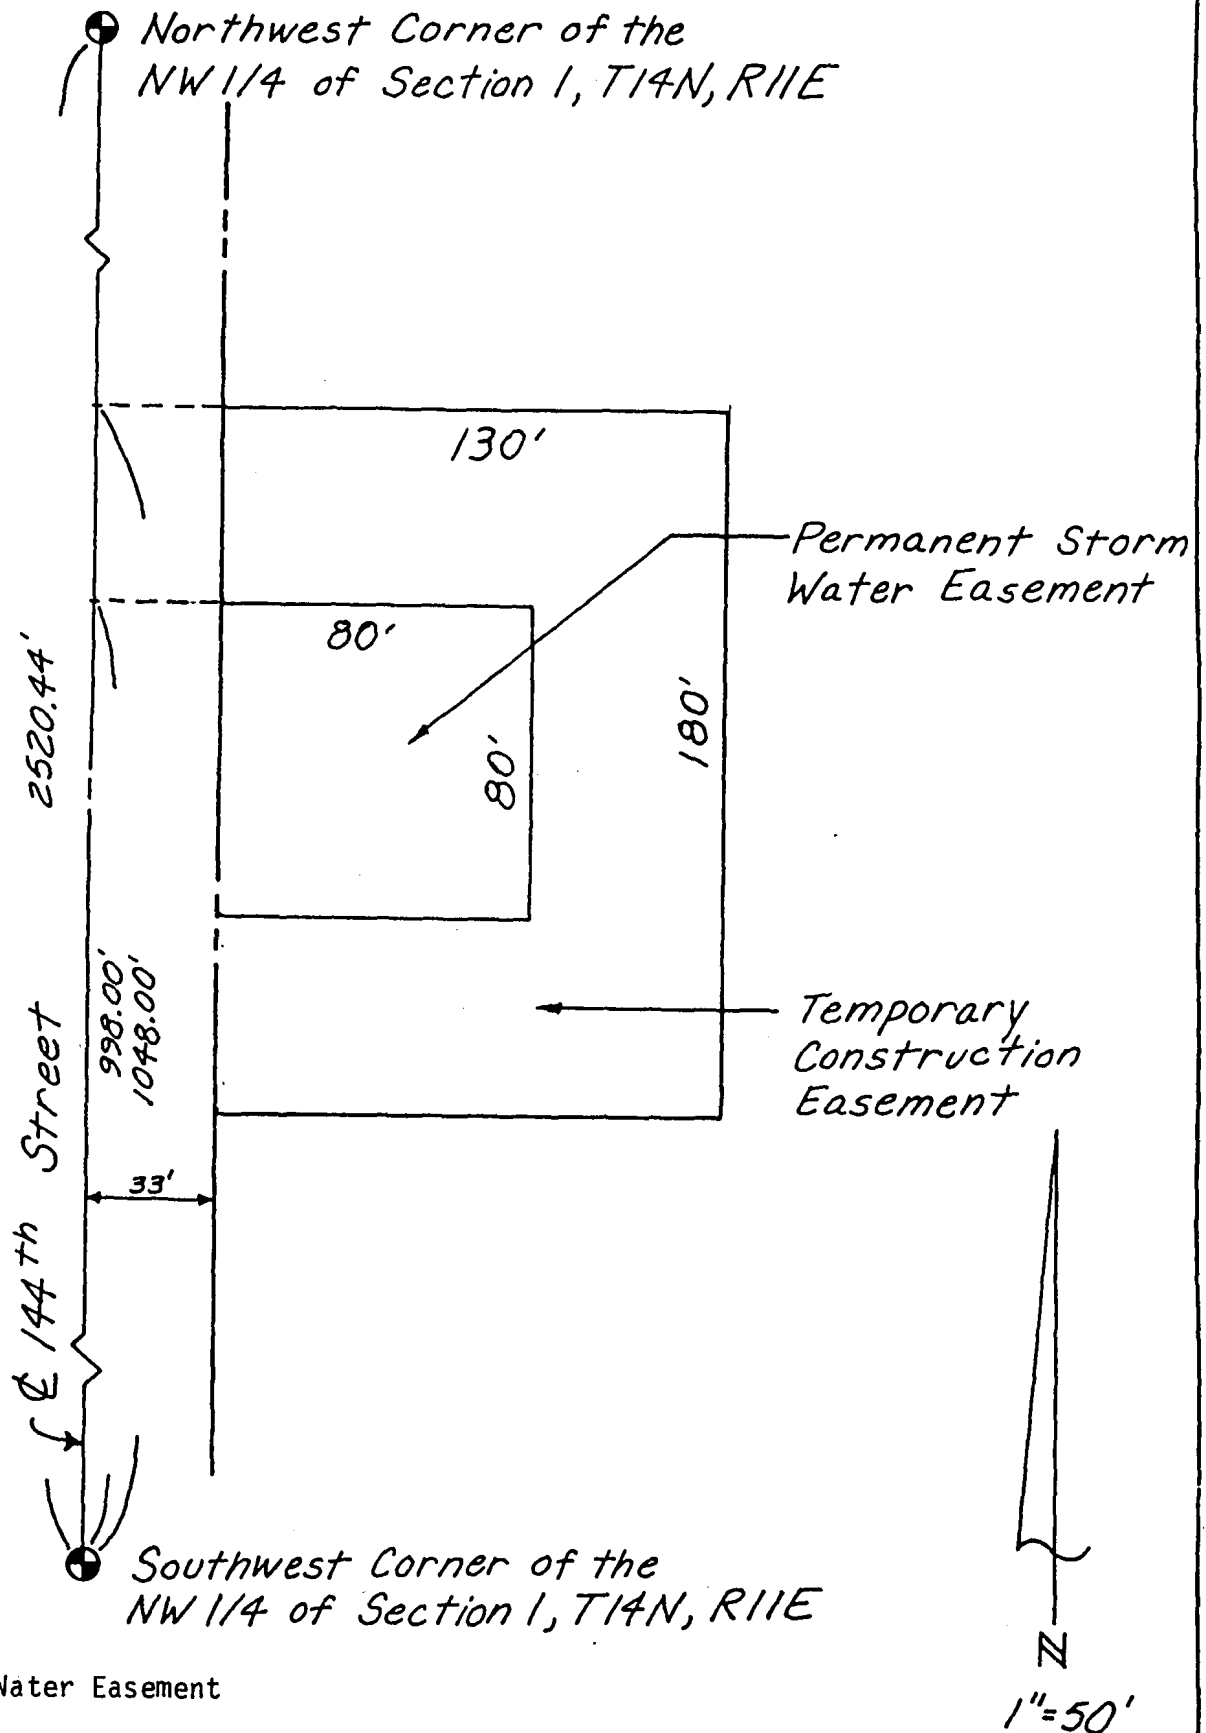 Northwest Corner of the
NW 1/4 of Section 1, T14N, R11E
130'
Permanent Storm
Water Easement
80'
2520.44'
180'
80'
998.00'
1048.00'
Temporary
Construction
Easement
℄ 144th Street
33'
Southwest Corner of the
NW 1/4 of Section 1, T14N, R11E
N
Water Easement
1"=50'